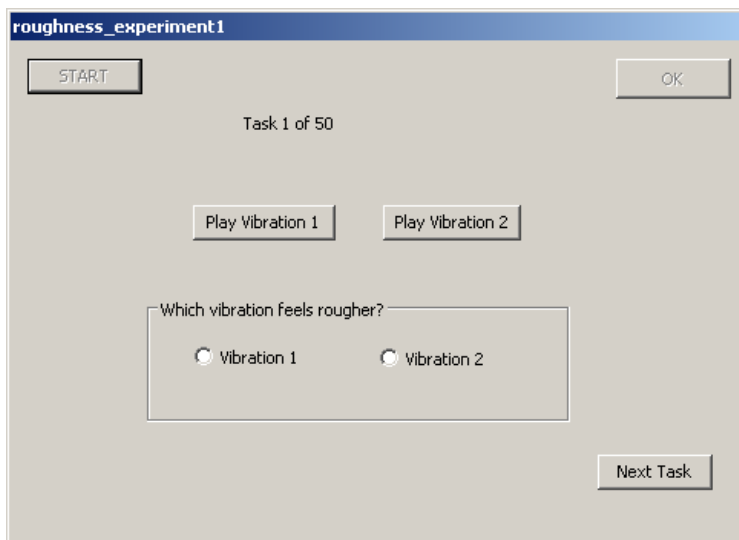 roughness_experiment1
START
OK
Task 1 of 50
Play Vibration 1
Play Vibration 2
Which vibration feels rougher?
Vibration 1
Vibration 2
Next Task